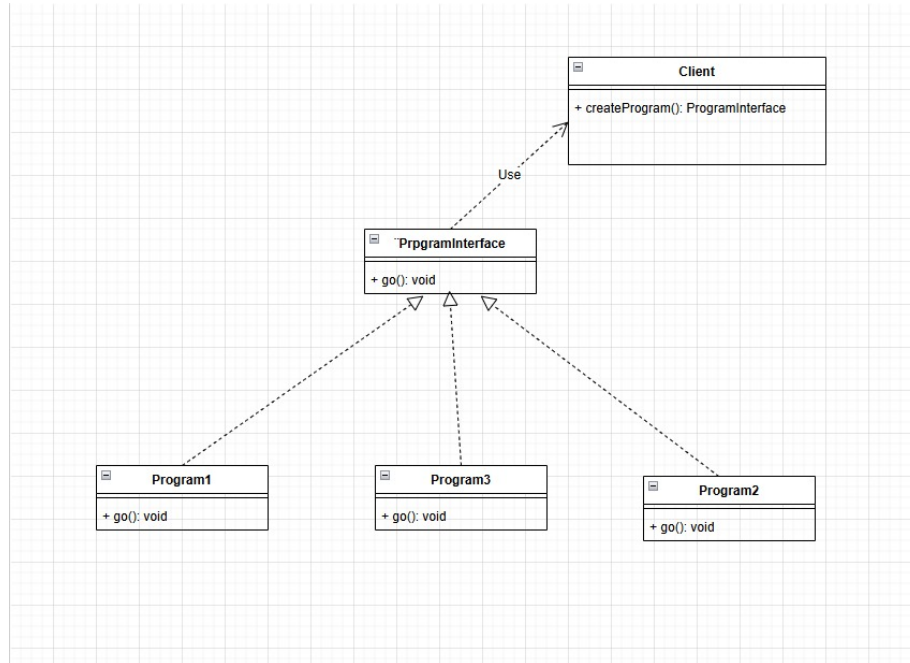 Client
+ createProgram(): ProgramInterface
Use
¨PrpgramInterface
+ go(): void
Program1
+ go(): void
Program3
+ go(): void
Program2
+ go(): void